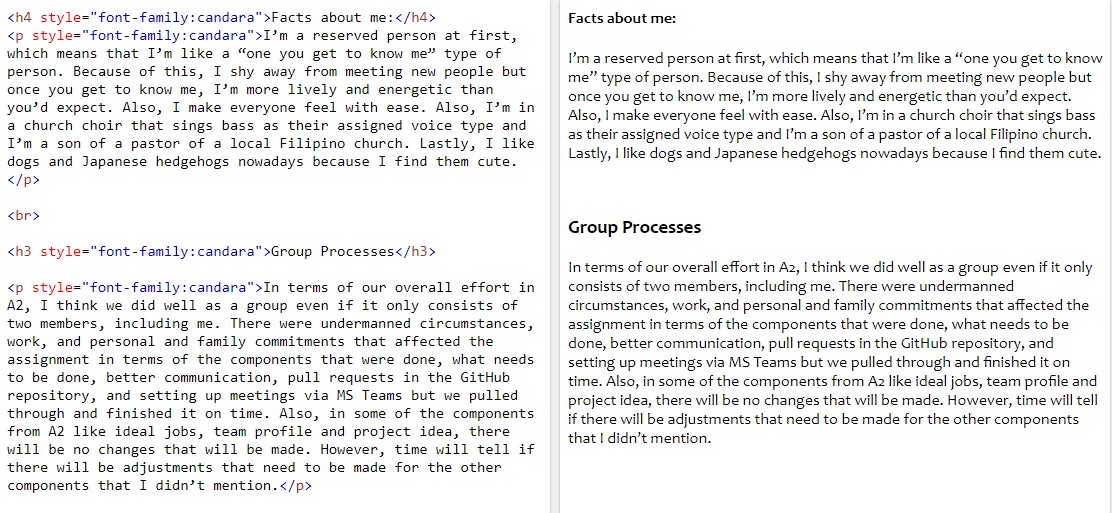 <h4 style="font-family:candara">Facts about me:</h4>
<p style="font-family:candara">I’m a reserved person at first,
which means that I’m like a “one you get to know me” type of
person. Because of this, I shy away from meeting new people but
once you get to know me, I’m more lively and energetic than
you’d expect. Also, I make everyone feel with ease. Also, I’m in
a church choir that sings bass as their assigned voice type and
I’m a son of a pastor of a local Filipino church. Lastly, I like
dogs and Japanese hedgehogs nowadays because I find them cute.
</p>
<br>
<h3 style="font-family:candara">Group Processes</h3>
<p style="font-family:candara">In terms of our overall effort in
A2, I think we did well as a group even if it only consists of
two members, including me. There were undermanned circumstances,
work, and personal and family commitments that affected the
assignment in terms of the components that were done, what needs
to be done, better communication, pull requests in the GitHub
repository, and setting up meetings via MS Teams but we pulled
through and finished it on time. Also, in some of the components
from A2 like ideal jobs, team profile and project idea, there
will be no changes that will be made. However, time will tell if
there will be adjustments that need to be made for the other
components that I didn’t mention.</p>
Facts about me:
I’m a reserved person at first, which means that I’m like a “one you get to know
me” type of person. Because of this, I shy away from meeting new people but
once you get to know me, I’m more lively and energetic than you’d expect.
Also, I make everyone feel with ease. Also, I’m in a church choir that sings bass
as their assigned voice type and I’m a son of a pastor of a local Filipino church.
Lastly, I like dogs and Japanese hedgehogs nowadays because I find them cute.
Group Processes
In terms of our overall effort in A2, I think we did well as a group even if it only
consists of two members, including me. There were undermanned
circumstances, work, and personal and family commitments that affected the
assignment in terms of the components that were done, what needs to be
done, better communication, pull requests in the GitHub repository, and
setting up meetings via MS Teams but we pulled through and finished it on
time. Also, in some of the components from A2 like ideal jobs, team profile and
project idea, there will be no changes that will be made. However, time will tell
if there will be adjustments that need to be made for the other components
that I didn’t mention.